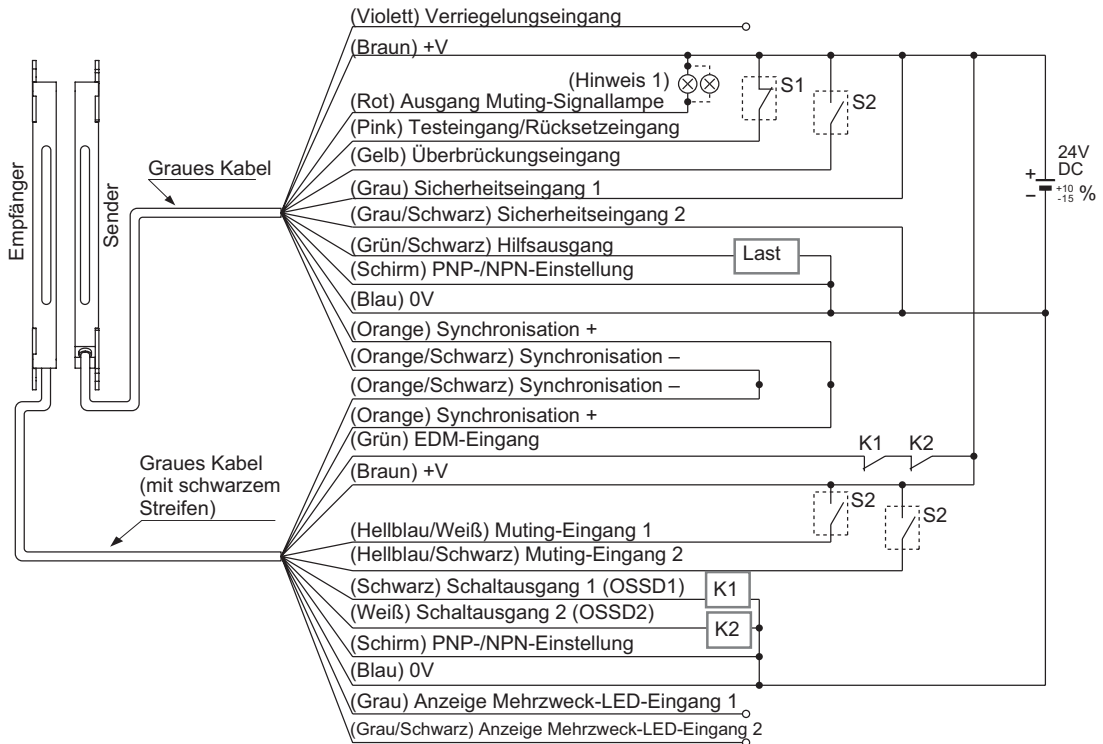 (Violett) Verriegelungseingang
(Braun) +V
(Hinweis 1)
S1
S2
(Rot) Ausgang Muting-Signallampe
(Pink) Testeingang/Rücksetzeingang
(Gelb) Überbrückungseingang
(Grau) Sicherheitseingang 1
(Grau/Schwarz) Sicherheitseingang 2
(Grün/Schwarz) Hilfsausgang
Last
(Schirm) PNP-/NPN-Einstellung
(Blau) 0V
(Orange) Synchronisation +
(Orange/Schwarz) Synchronisation –
24V
DC
+
–
+10
-15 %
Empfänger
Sender
Graues Kabel
(Orange/Schwarz) Synchronisation –
(Orange) Synchronisation +
(Grün) EDM-Eingang
K1
K2
(Braun) +V
S2
S2
Graues Kabel
(mit schwarzem
Streifen)
(Hellblau/Weiß) Muting-Eingang 1
(Hellblau/Schwarz) Muting-Eingang 2
(Schwarz) Schaltausgang 1 (OSSD1)
K1
(Weiß) Schaltausgang 2 (OSSD2)
K2
(Schirm) PNP-/NPN-Einstellung
(Blau) 0V
(Grau) Anzeige Mehrzweck-LED-Eingang 1
(Grau/Schwarz) Anzeige Mehrzweck-LED-Eingang 2